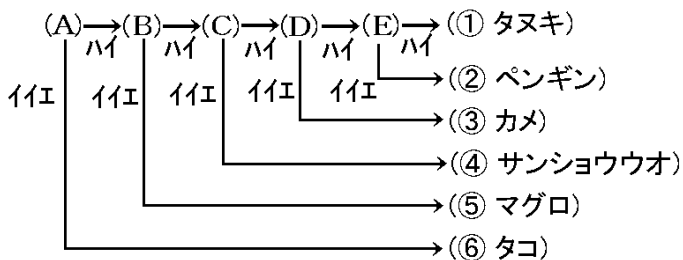 (A) ハイ (B) ハイ (C) ハイ (D) ハイ (E) ハイ (① タヌキ)
イイエ イイエ イイエ イイエ イイエ (② ペンギン)
(③ カメ)
(④ サンショウウオ)
(⑤ マグロ)
(⑥ タコ)